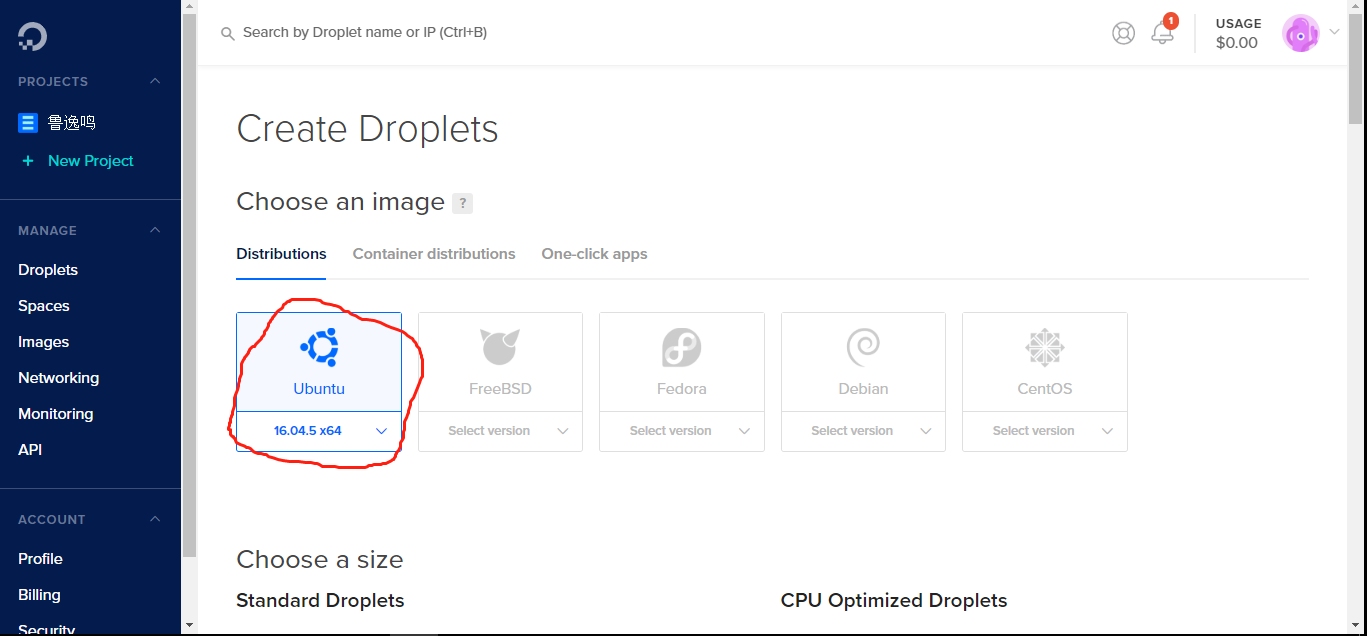 Search by Droplet name or IP (Ctrl+B)
1
USAGE
$0.00
PROJECTS
鲁逸鸣
+ New Project
MANAGE
Droplets
Spaces
Images
Networking
Monitoring
API
ACCOUNT
Profile
Billing
Security
Create Droplets
Choose an image ?
Distributions Container distributions One-click apps
Ubuntu FreeBSD Fedora Debian CentOS
16.04.5 x64 Select version Select version Select version Select version
Choose a size
Standard Droplets CPU Optimized Droplets